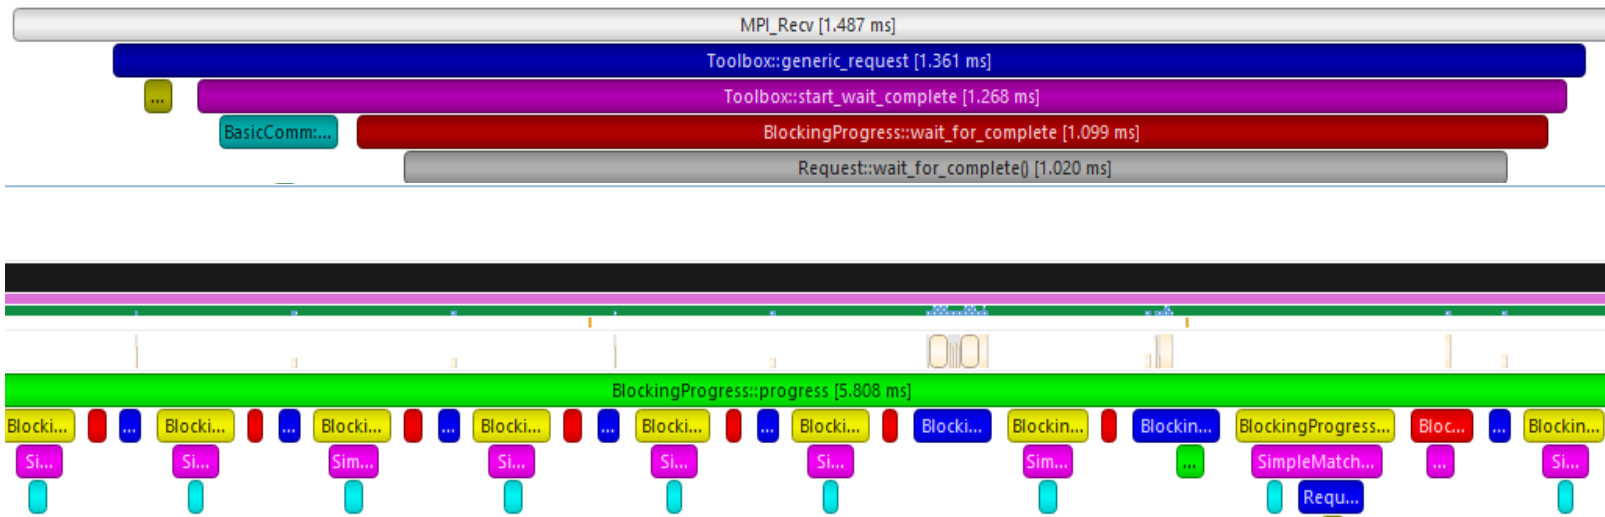 MPI_Recv [1.487 ms]
Toolbox::generic_request [1.361 ms]
... Toolbox::start_wait_complete [1.268 ms]
BasicComm:... BlockingProgress::wait_for_complete [1.099 ms]
Request::wait_for_complete() [1.020 ms]
BlockingProgress::progress [5.808 ms]
Blocki... ... Blocki... ... Blocki... ... Blocki... ... Blocki... ... Blocki... Blocki... Blockin... Blockin... BlockingProgress... Bloc... ... Blockin...
Si... Si... Sim... Si... Si... Si... Sim... ... SimpleMatch... ... Si...
Requ...